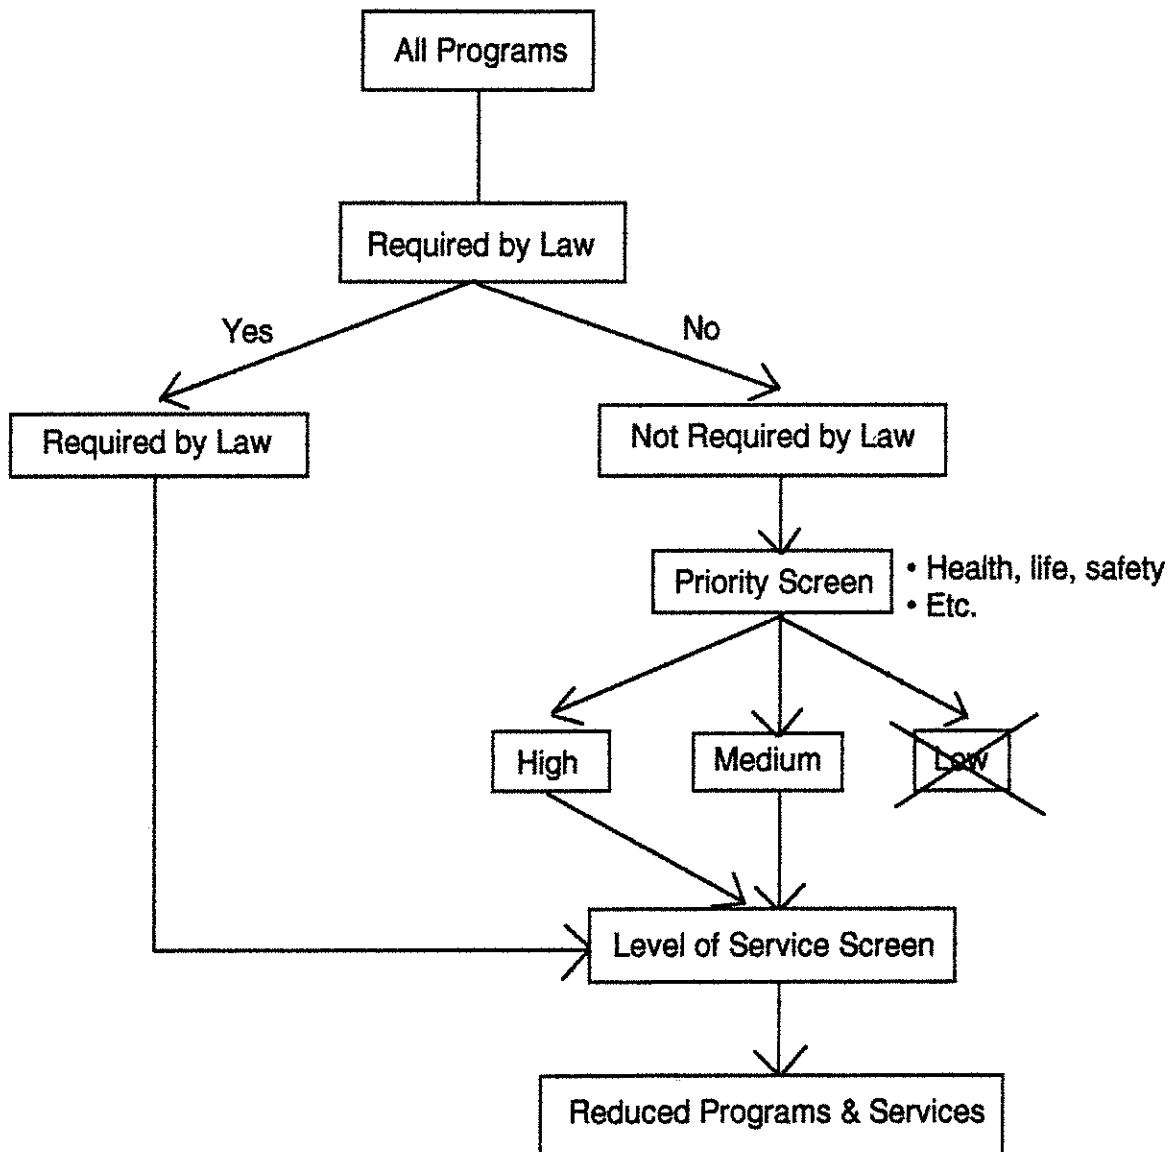 All Programs
Required by Law
Yes
No
Required by Law
Not Required by Law
Priority Screen
• Health, life, safety
• Etc.
High
Medium
Low
Level of Service Screen
Reduced Programs & Services